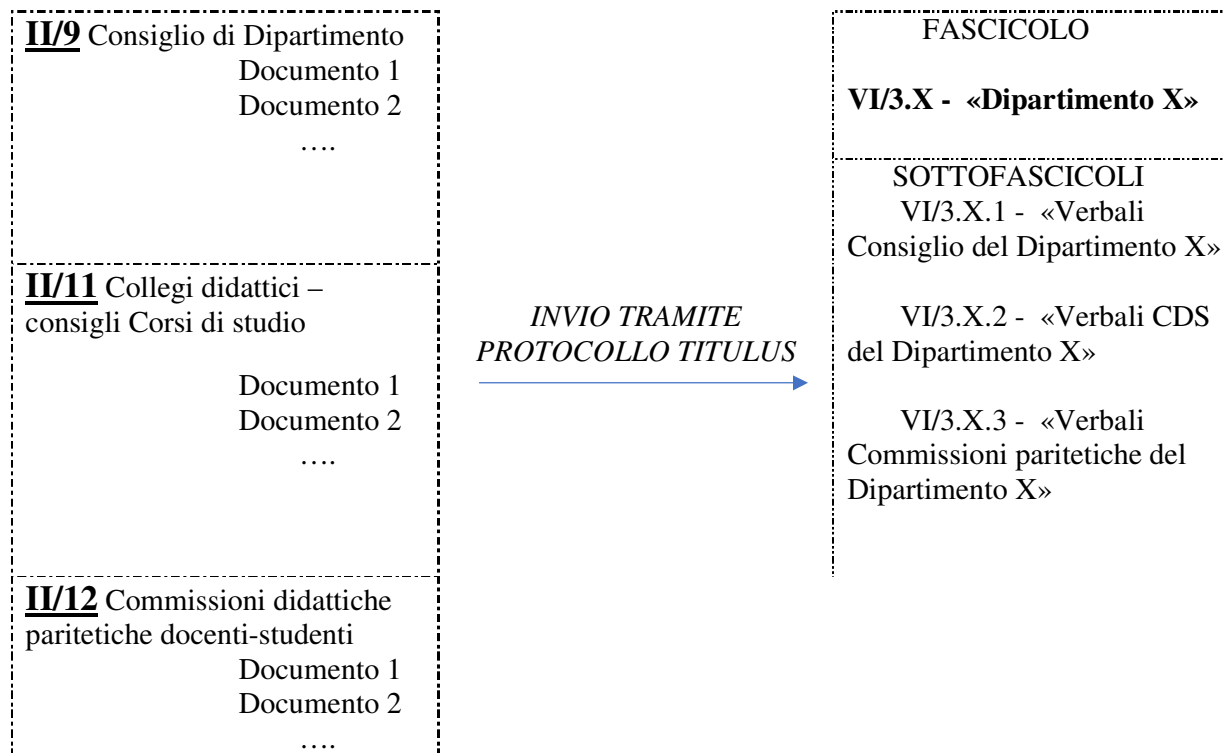 II/9 Consiglio di Dipartimento
Documento 1
Documento 2
….
II/11 Collegi didattici –
consigli Corsi di studio
Documento 1
Documento 2
….
II/12 Commissioni didattiche
paritetiche docenti-studenti
Documento 1
Documento 2
….
INVIO TRAMITE
PROTOCOLLO TITULUS
FASCICOLO
VI/3.X - «Dipartimento X»
SOTTOFASCICOLI
VI/3.X.1 - «Verbali
Consiglio del Dipartimento X»
VI/3.X.2 - «Verbali CDS
del Dipartimento X»
VI/3.X.3 - «Verbali
Commissioni paritetiche del
Dipartimento X»